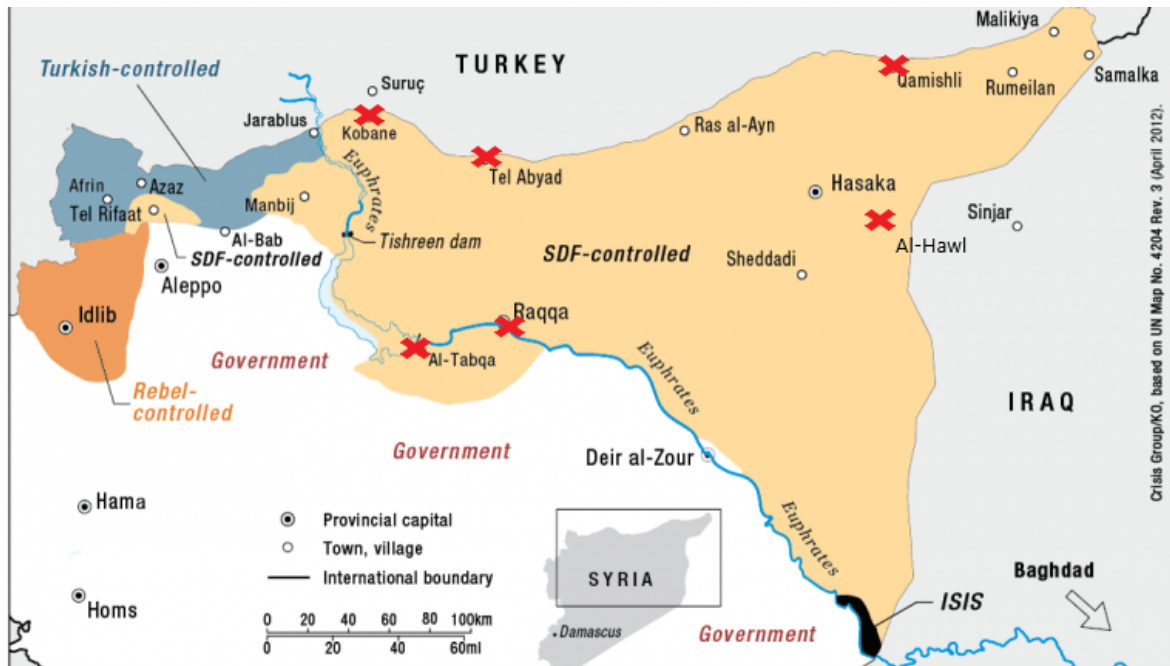 Malikiya
TURKEY
Turkish-controlled
Suruç
Qamishli
Rumeilan
Samalka
Jarablus
Kobane
Ras al-Ayn
Tel Abyad
Euphrates
Afrin
Azaz
Hasaka
Tel Rifaat
Manbij
Sinjar
Al-Bab
Tishreen dam
Al-Hawl
SDF-controlled
SDF-controlled
Sheddadi
Aleppo
Idlib
Raqqa
Government
Al-Tabqa
Euphrates
Rebel-
controlled
IRAQ
Government
Deir al-Zour
Hama
Euphrates
Provincial capital
Town, village
International boundary
SYRIA
Damascus
Baghdad
Homs
ISIS
0 20 40 60 80 100km
0 20 40 60ml
Government
Crisis Group/KO, based on UN Map No. 4204 Rev. 3 (April 2012).